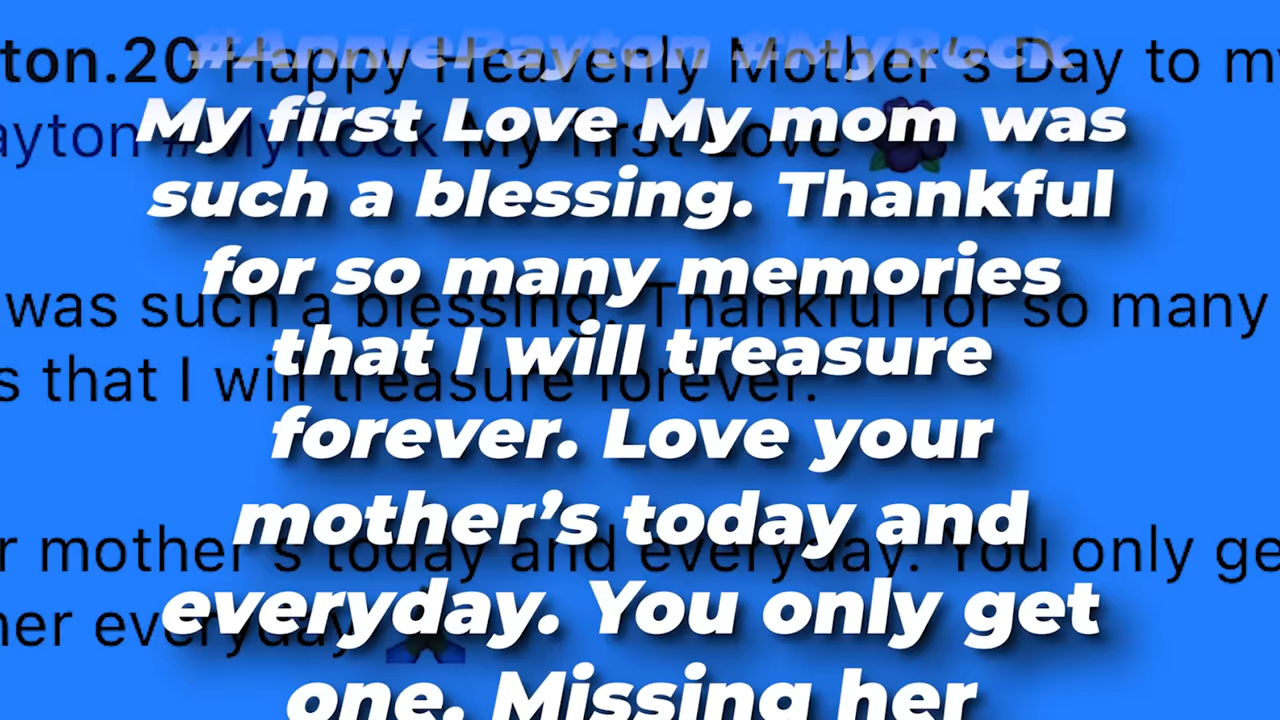 #AnniePayton #MyRock
My first Love My mom was
such a blessing. Thankful
for so many memories
that I will treasure
forever. Love your
mother's today and
everyday. You only get
one. Missing her
ton.20 Happy Heavenly Mother's Day to my
ayton #MyRock My first Love
was such a blessing. Thankful for so many
s that I will treasure forever.
r mother's today and everyday. You only ge
her everyday